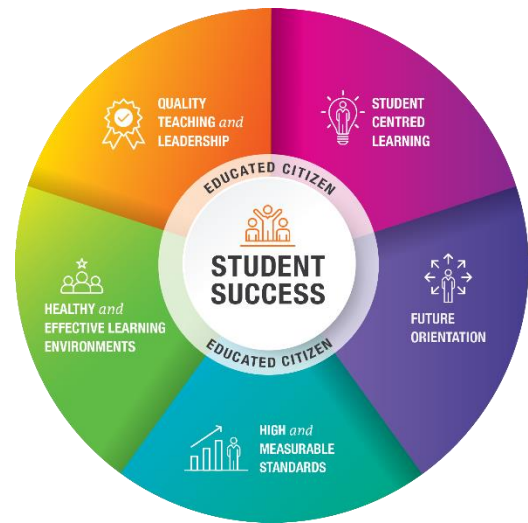 QUALITY
TEACHING and
LEADERSHIP
STUDENT
CENTRED
LEARNING
EDUCATED CITIZEN
STUDENT
SUCCESS
EDUCATED CITIZEN
HEALTHY and
EFFECTIVE LEARNING
ENVIRONMENTS
FUTURE
ORIENTATION
HIGH and
MEASURABLE
STANDARDS